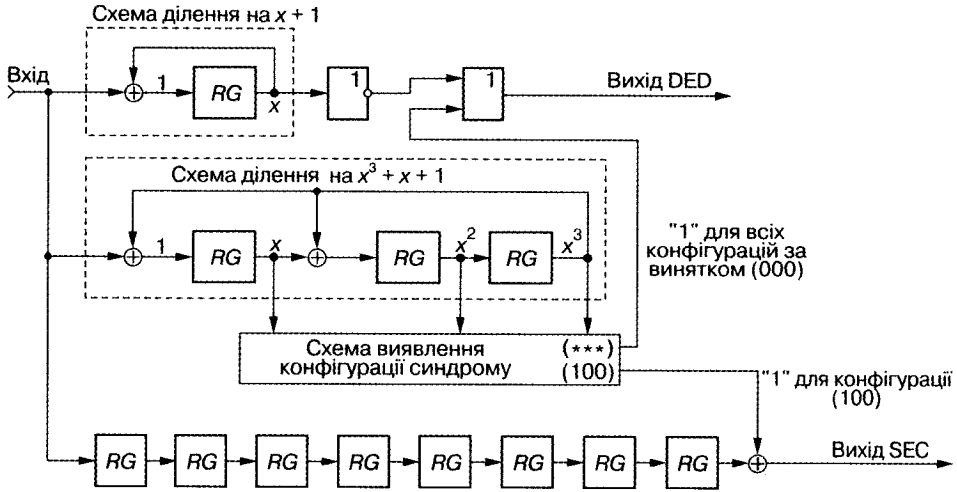 Схема ділення на x + 1
Вхід
1
RG
x
1
1
Вихід DED
Схема ділення на x³ + x + 1
1
RG
x
RG
x²
RG
x³
"1" для всіх
конфігурацій за
винятком (000)
Схема виявлення
конфігурації синдрому
(***)
(100)
"1" для конфігурації
(100)
RG
RG
RG
RG
RG
RG
RG
RG
Вихід SEC